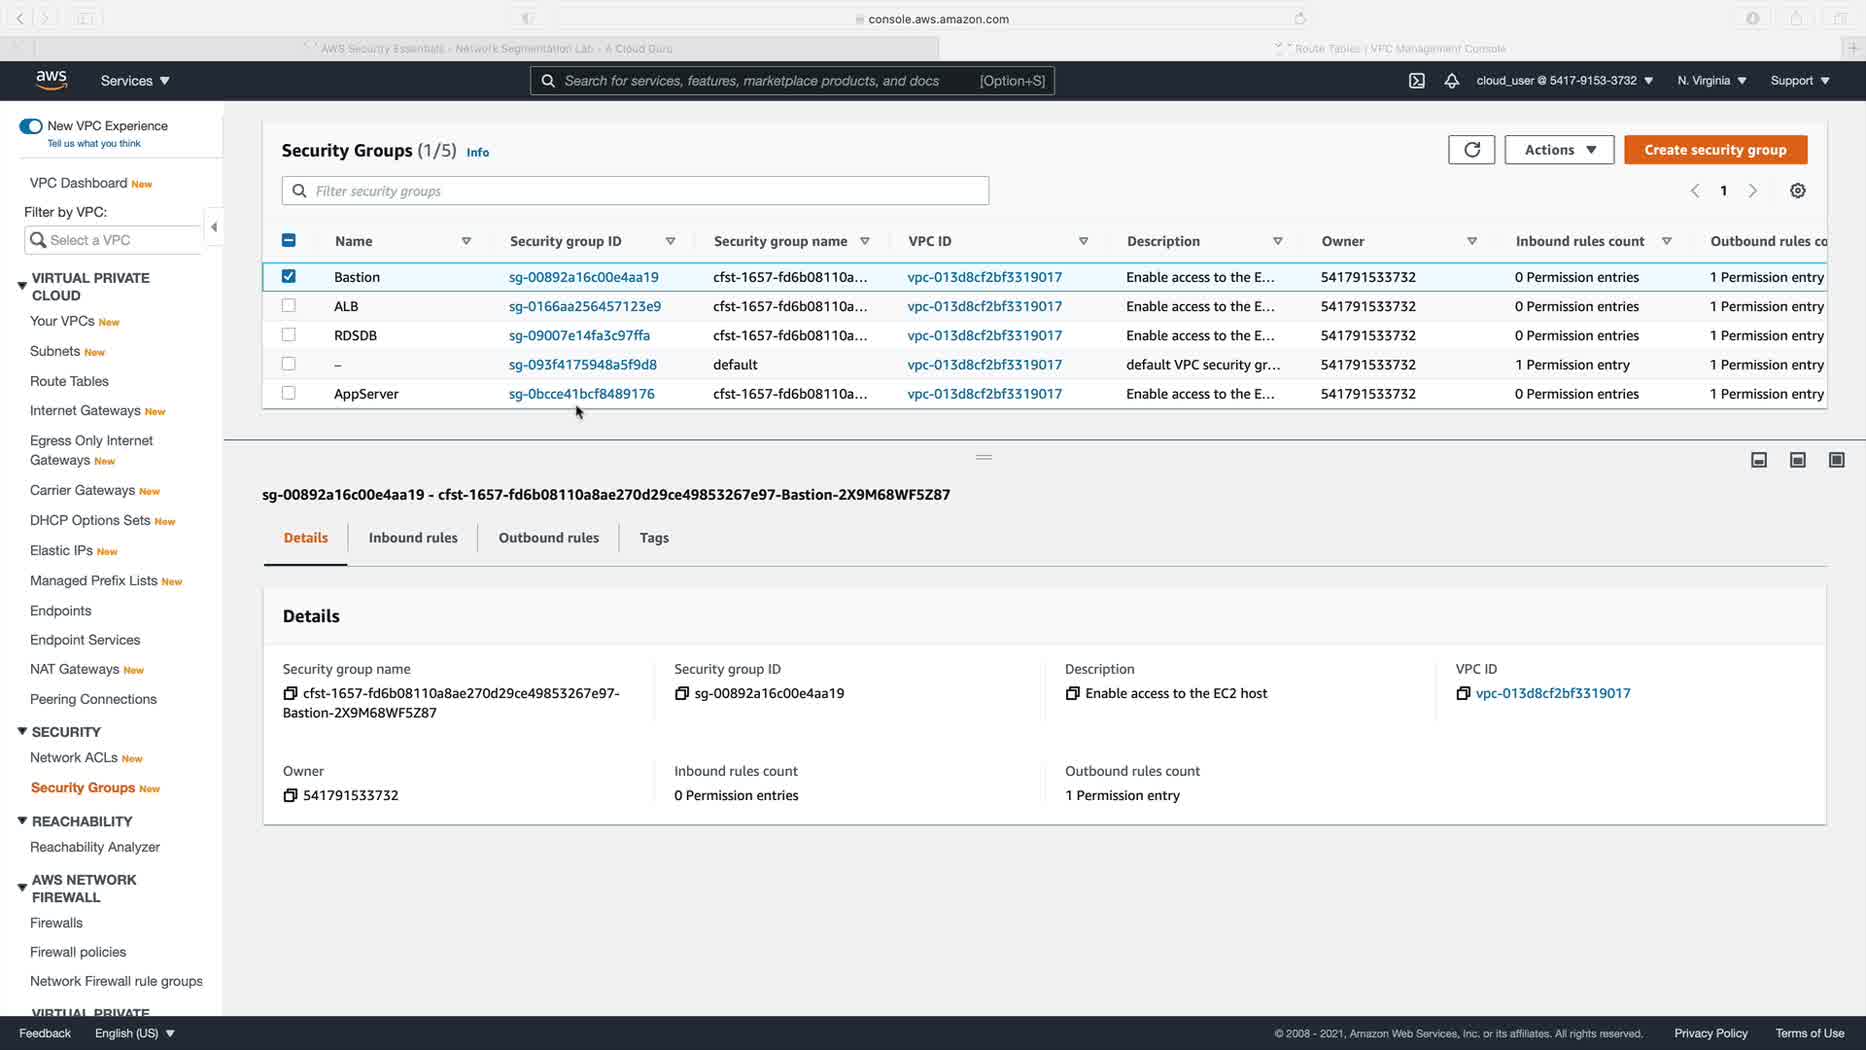 console.aws.amazon.com
AWS Security Essentials - Network Segmentation Lab - A Cloud Guru
Route Tables | VPC Management Console
aws
Services
Search for services, features, marketplace products, and docs
[Option+S]
cloud_user @ 5417-9153-3732
N. Virginia
Support
New VPC Experience
Tell us what you think
VPC Dashboard New
Filter by VPC:
Select a VPC
VIRTUAL PRIVATE
CLOUD
Your VPCs New
Subnets New
Route Tables
Internet Gateways New
Egress Only Internet
Gateways New
Carrier Gateways New
DHCP Options Sets New
Elastic IPs New
Managed Prefix Lists New
Endpoints
Endpoint Services
NAT Gateways New
Peering Connections
SECURITY
Network ACLs New
Security Groups New
REACHABILITY
Reachability Analyzer
AWS NETWORK
FIREWALL
Firewalls
Firewall policies
Network Firewall rule groups
VIRTUAL PRIVATE
Security Groups (1/5) Info
Actions
Create security group
Filter security groups
1
Name Security group ID Security group name VPC ID Description Owner Inbound rules count Outbound rules co
Bastion sg-00892a16c00e4aa19 cfst-1657-fd6b08110a... vpc-013d8cf2bf3319017 Enable access to the E... 541791533732 0 Permission entries 1 Permission entry
ALB sg-0166aa256457123e9 cfst-1657-fd6b08110a... vpc-013d8cf2bf3319017 Enable access to the E... 541791533732 0 Permission entries 1 Permission entry
RDSDB sg-09007e14fa3c97ffa cfst-1657-fd6b08110a... vpc-013d8cf2bf3319017 Enable access to the E... 541791533732 0 Permission entries 1 Permission entry
– sg-093f4175948a5f9d8 default vpc-013d8cf2bf3319017 default VPC security gr... 541791533732 1 Permission entry 1 Permission entry
AppServer sg-0bcce41bcf8489176 cfst-1657-fd6b08110a... vpc-013d8cf2bf3319017 Enable access to the E... 541791533732 0 Permission entries 1 Permission entry
sg-00892a16c00e4aa19 - cfst-1657-fd6b08110a8ae270d29ce49853267e97-Bastion-2X9M68WF5Z87
Details Inbound rules Outbound rules Tags
Details
Security group name
cfst-1657-fd6b08110a8ae270d29ce49853267e97-
Bastion-2X9M68WF5Z87
Security group ID
sg-00892a16c00e4aa19
Description
Enable access to the EC2 host
VPC ID
vpc-013d8cf2bf3319017
Owner
541791533732
Inbound rules count
0 Permission entries
Outbound rules count
1 Permission entry
Feedback
English (US)
© 2008 - 2021, Amazon Web Services, Inc. or its affiliates. All rights reserved.
Privacy Policy
Terms of Use